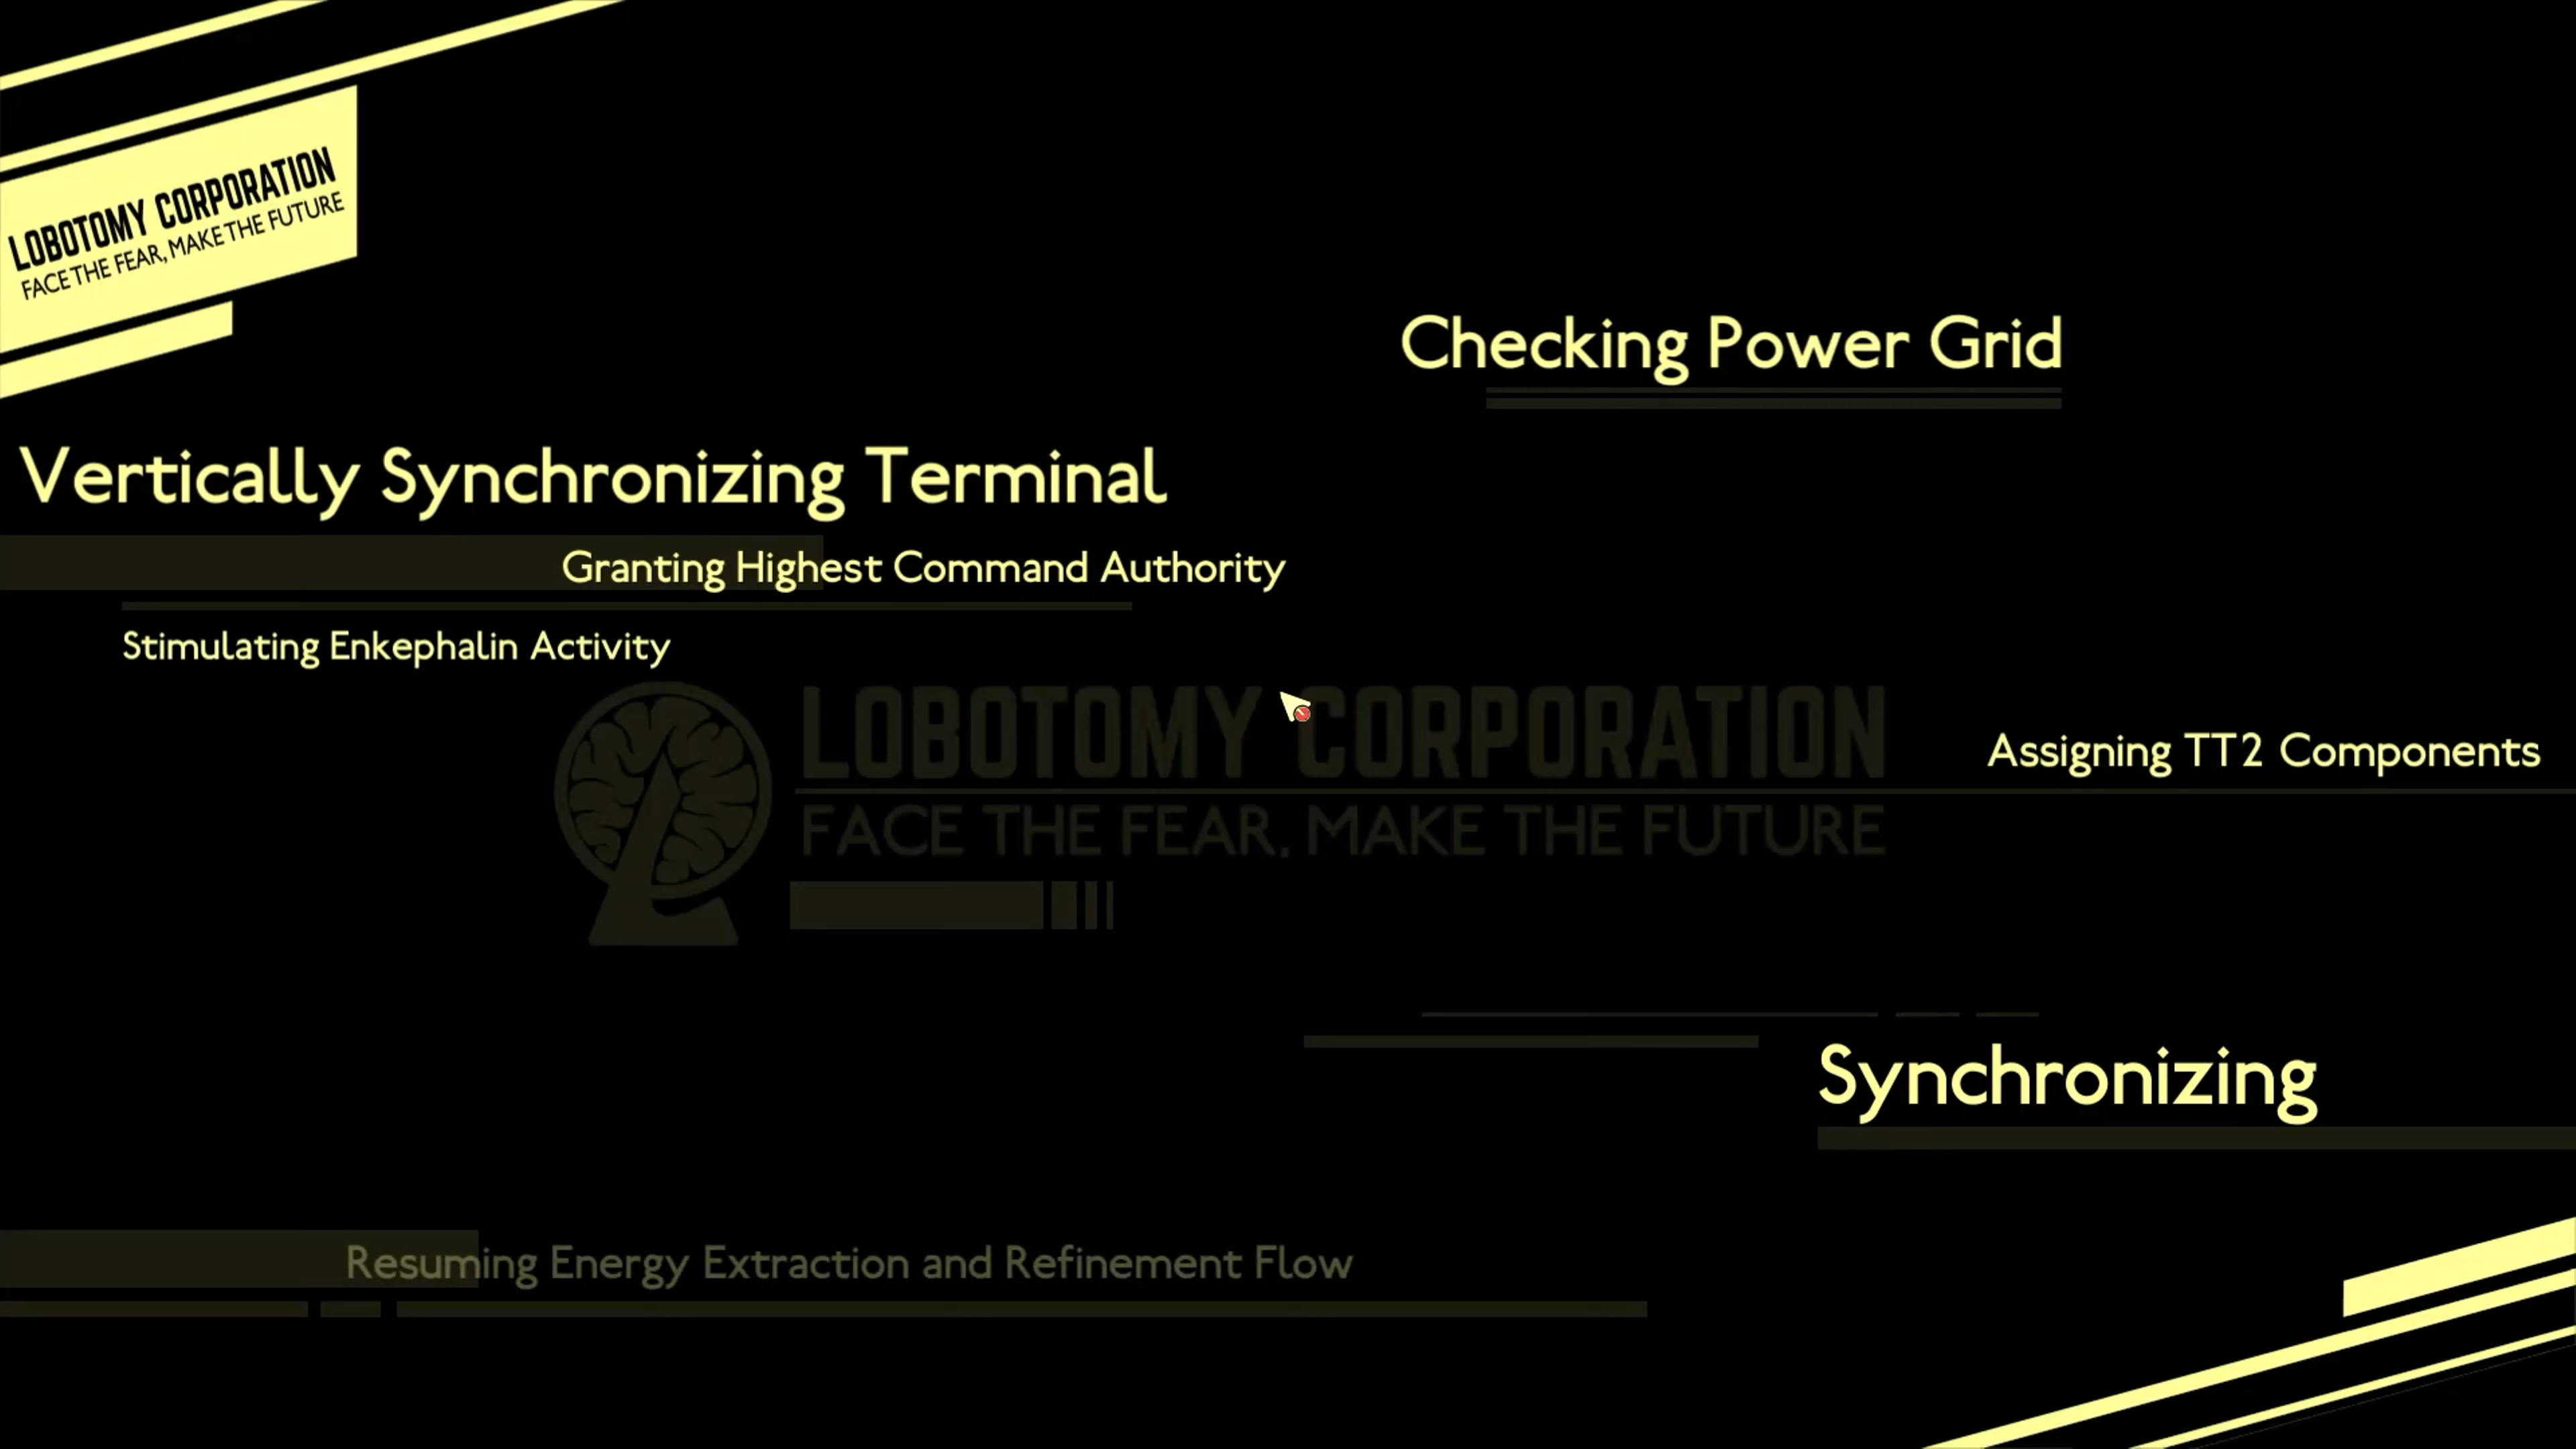 LOBOTOMY CORPORATION
FACE THE FEAR, MAKE THE FUTURE
Checking Power Grid
Vertically Synchronizing Terminal
Granting Highest Command Authority
Stimulating Enkephalin Activity
LOBOTOMY CORPORATION
Assigning TT2 Components
FACE THE FEAR, MAKE THE FUTURE
Synchronizing
Resuming Energy Extraction and Refinement Flow